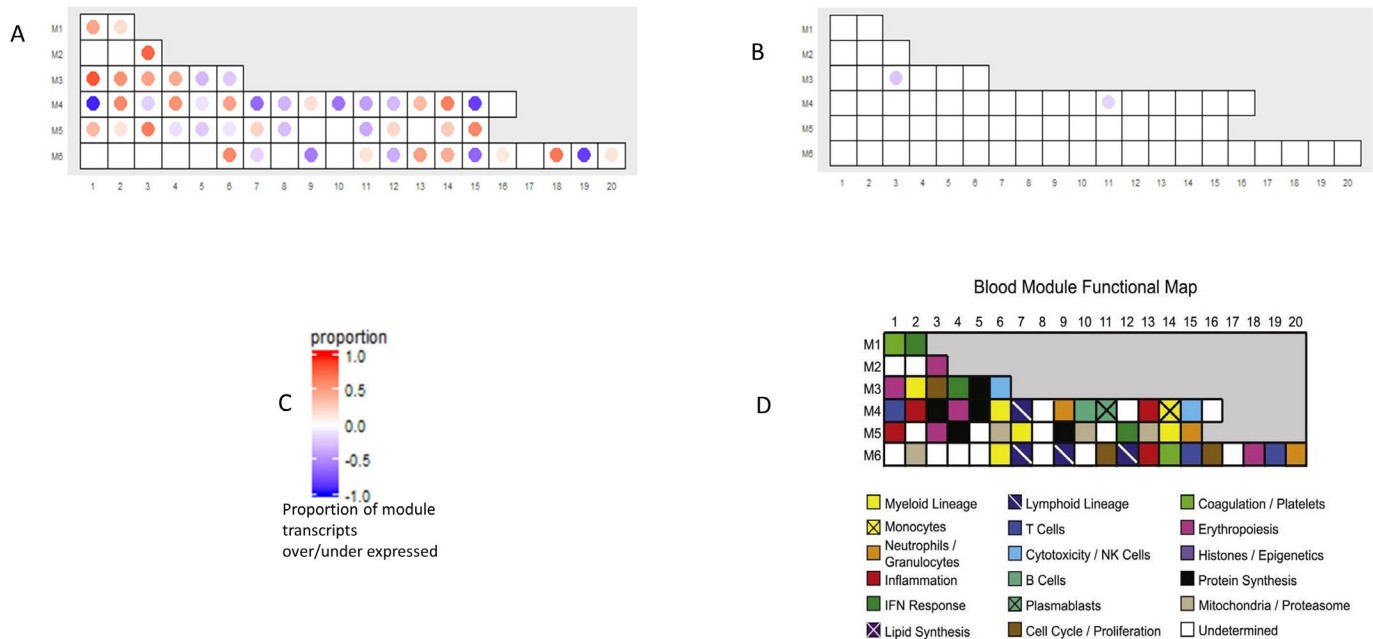 A
M1
M2
M3
M4
M5
M6
1 2 3 4 5 6 7 8 9 10 11 12 13 14 15 16 17 18 19 20
B
M1
M2
M3
M4
M5
M6
1 2 3 4 5 6 7 8 9 10 11 12 13 14 15 16 17 18 19 20
C
proportion
1.0
0.5
0.0
-0.5
-1.0
Proportion of module
transcripts
over/under expressed
D
Blood Module Functional Map
1 2 3 4 5 6 7 8 9 10 11 12 13 14 15 16 17 18 19 20
M1
M2
M3
M4
M5
M6
Myeloid Lineage
Monocytes
Neutrophils /
Granulocytes
Inflammation
IFN Response
Lipid Synthesis
Lymphoid Lineage
T Cells
Cytotoxicity / NK Cells
B Cells
Plasmablasts
Cell Cycle / Proliferation
Coagulation / Platelets
Erythropoiesis
Histones / Epigenetics
Protein Synthesis
Mitochondria / Proteasome
Undetermined